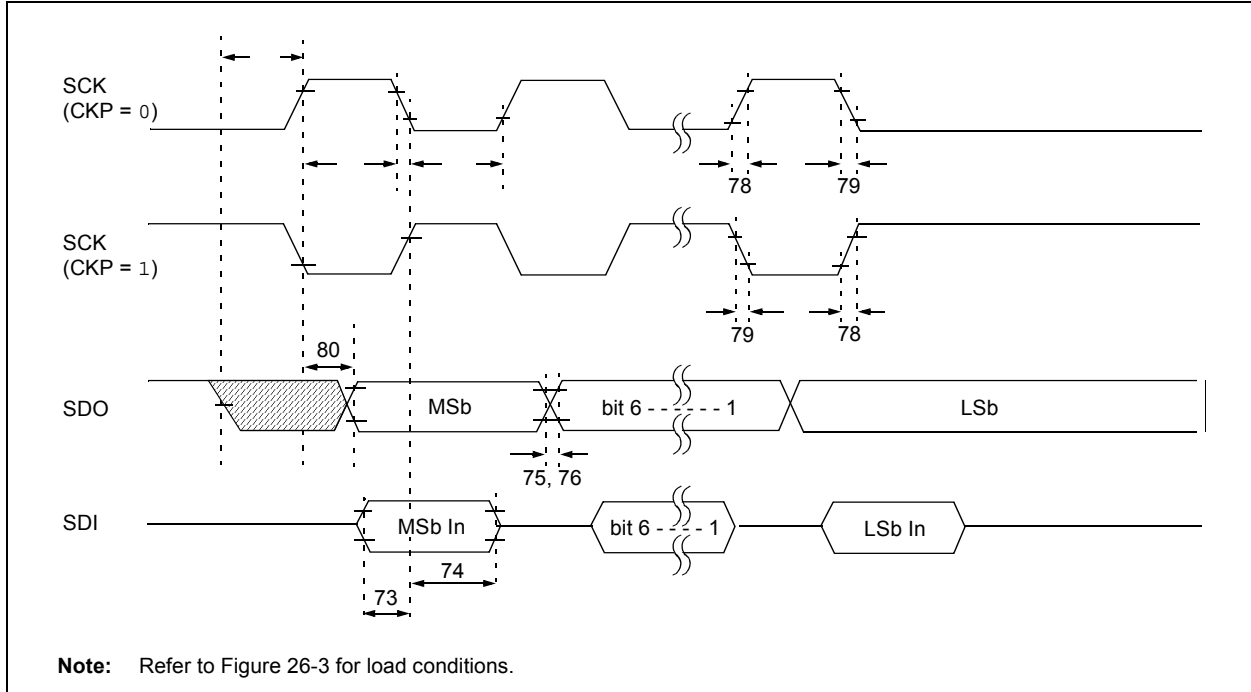 SCK
(CKP = 0)
78
79
SCK
(CKP = 1)
79
78
80
SDO
MSb
bit 6 - - - - - - 1
LSb
75, 76
SDI
MSb In
bit 6 - - - - 1
LSb In
74
73
Note: Refer to Figure 26-3 for load conditions.